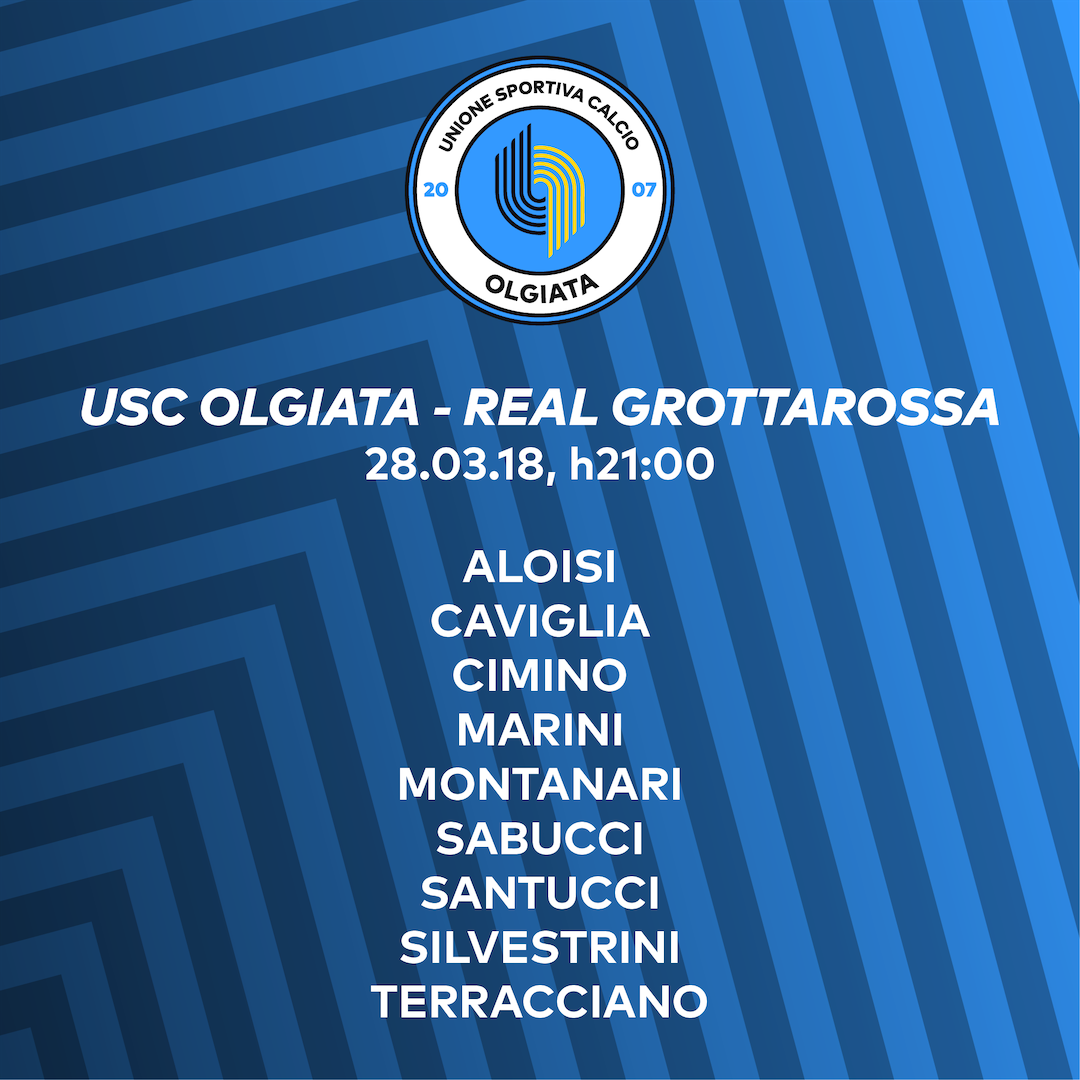 UNIONE SPORTIVA CALCIO
20 07
OLGIATA
USC OLGIATA - REAL GROTTAROSSA
28.03.18, h21:00
ALOISI
CAVIGLIA
CIMINO
MARINI
MONTANARI
SABUCCI
SANTUCCI
SILVESTRINI
TERRACCIANO